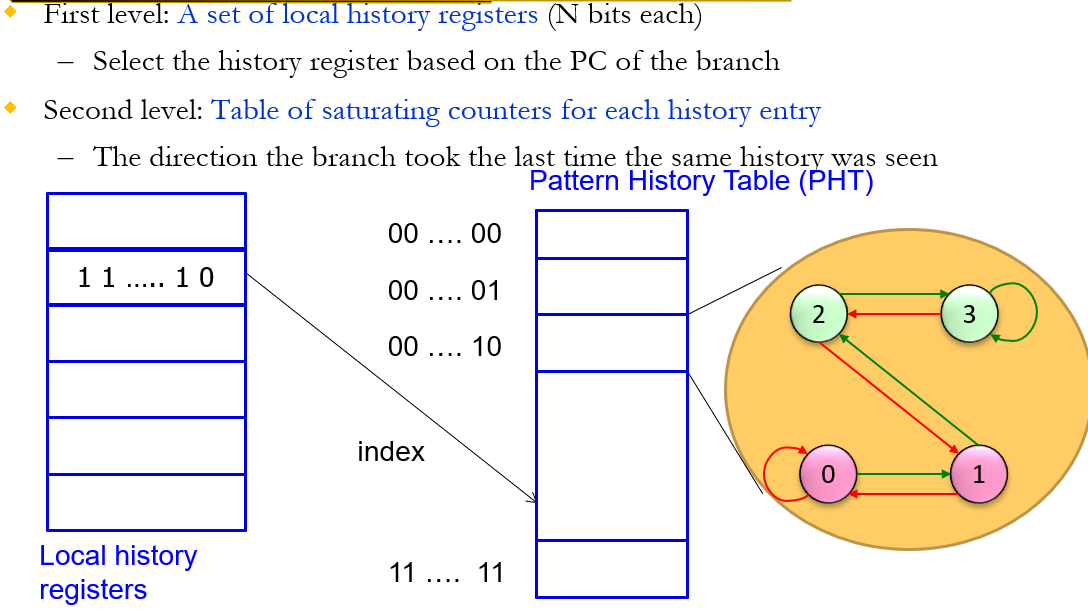 ◆ First level: A set of local history registers (N bits each)
– Select the history register based on the PC of the branch
◆ Second level: Table of saturating counters for each history entry
– The direction the branch took the last time the same history was seen
Pattern History Table (PHT)
00 …. 00
1 1 ….. 1 0
00 …. 01
2
3
00 …. 10
index
0
1
Local history
registers
11 …. 11